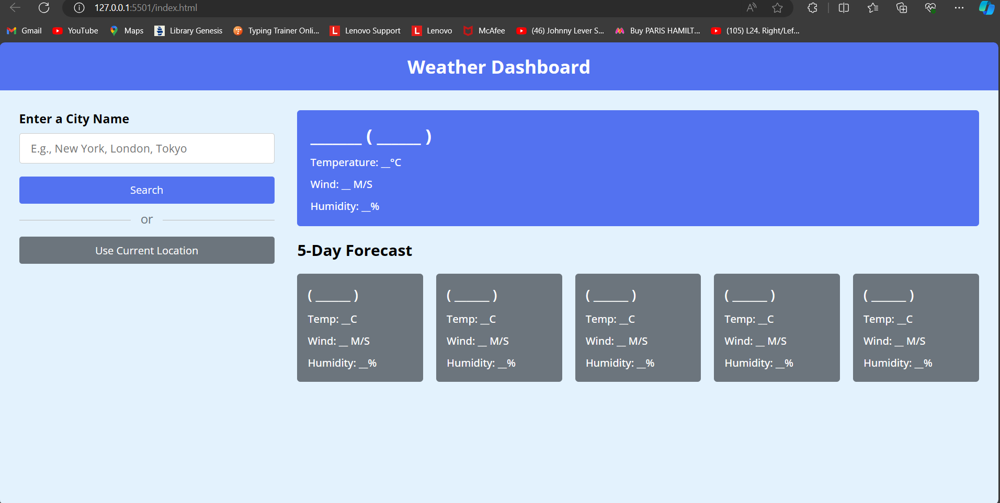 127.0.0.1:5501/index.html
Gmail YouTube Maps Library Genesis Typing Trainer Onli... Lenovo Support Lenovo McAfee (46) Johnny Lever S... Buy PARIS HAMILT... (105) L24. Right/Lef...
Weather Dashboard
Enter a City Name
E.g., New York, London, Tokyo
Search
or
Use Current Location
_______ ( ______ )
Temperature: __°C
Wind: __ M/S
Humidity: __%
5-Day Forecast
( ______ )
Temp: __C
Wind: __ M/S
Humidity: __%
( ______ )
Temp: __C
Wind: __ M/S
Humidity: __%
( ______ )
Temp: __C
Wind: __ M/S
Humidity: __%
( ______ )
Temp: __C
Wind: __ M/S
Humidity: __%
( ______ )
Temp: __C
Wind: __ M/S
Humidity: __%